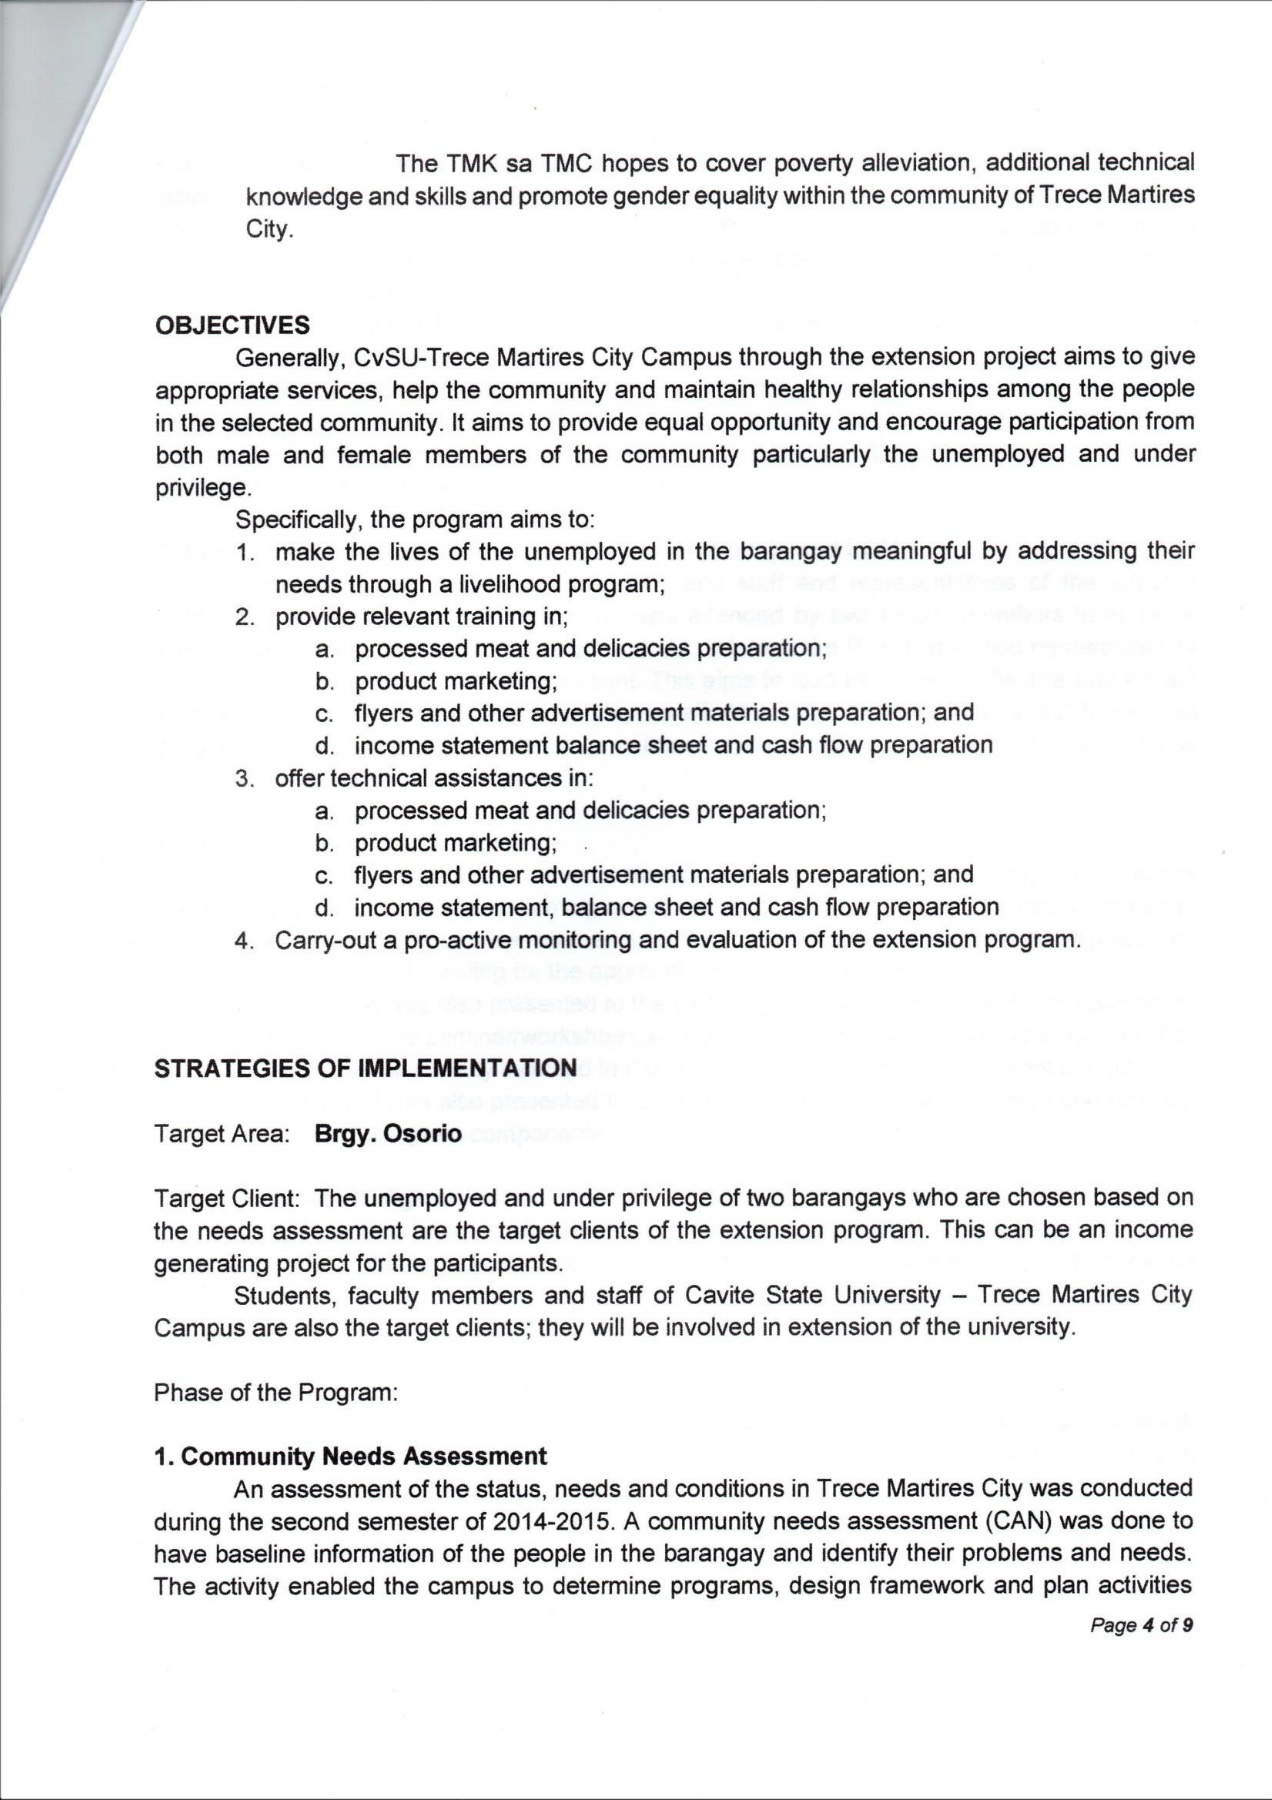 The TMK sa TMC hopes to cover poverty alleviation, additional technical
knowledge and skills and promote gender equality within the community of Trece Martires
City.
OBJECTIVES
Generally, CvSU-Trece Martires City Campus through the extension project aims to give
appropriate services, help the community and maintain healthy relationships among the people
in the selected community. It aims to provide equal opportunity and encourage participation from
both male and female members of the community particularly the unemployed and under
privilege.
Specifically, the program aims to:
1. make the lives of the unemployed in the barangay meaningful by addressing their
needs through a livelihood program;
2. provide relevant training in;
a. processed meat and delicacies preparation;
b. product marketing;
c. flyers and other advertisement materials preparation; and
d. income statement balance sheet and cash flow preparation
3. offer technical assistances in:
a. processed meat and delicacies preparation;
b. product marketing;
c. flyers and other advertisement materials preparation; and
d. income statement, balance sheet and cash flow preparation
4. Carry-out a pro-active monitoring and evaluation of the extension program.
STRATEGIES OF IMPLEMENTATION
Target Area: Brgy. Osorio
Target Client: The unemployed and under privilege of two barangays who are chosen based on
the needs assessment are the target clients of the extension program. This can be an income
generating project for the participants.
Students, faculty members and staff of Cavite State University – Trece Martires City
Campus are also the target clients; they will be involved in extension of the university.
Phase of the Program:
1. Community Needs Assessment
An assessment of the status, needs and conditions in Trece Martires City was conducted
during the second semester of 2014-2015. A community needs assessment (CAN) was done to
have baseline information of the people in the barangay and identify their problems and needs.
The activity enabled the campus to determine programs, design framework and plan activities
Page 4 of 9